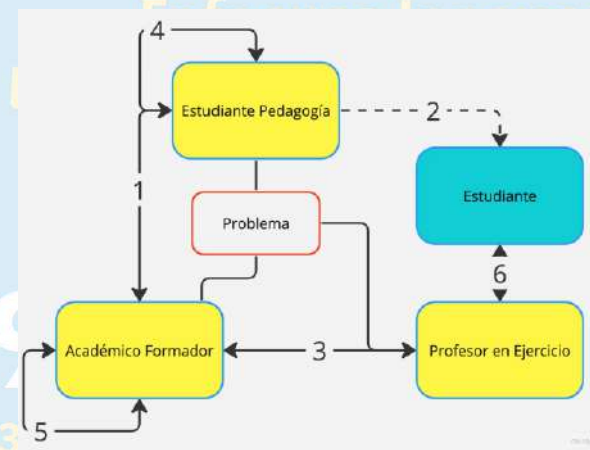 4
Estudiante Pedagogía
2
1
Estudiante
Problema
6
Académico Formador
3
Profesor en Ejercicio
5